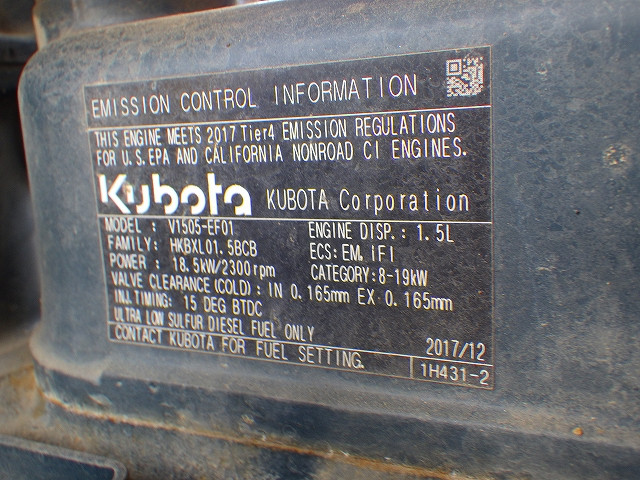 EMISSION CONTROL INFORMATION
THIS ENGINE MEETS 2017 Tier4 EMISSION REGULATIONS
FOR U.S.EPA AND CALIFORNIA NONROAD CI ENGINES.
Kubota KUBOTA Corporation
MODEL : V1505-EF01 ENGINE DISP.: 1.5L
FAMILY: HKBXL01.5BCB ECS: EM, IFI
POWER : 18.5kW/2300rpm CATEGORY:8-19kW
VALVE CLEARANCE(COLD): IN 0.165mm EX 0.165mm
INJ.TIMING: 15 DEG BTDC
ULTRA LOW SULFUR DIESEL FUEL ONLY 2017/12
CONTACT KUBOTA FOR FUEL SETTING. 1H431-2